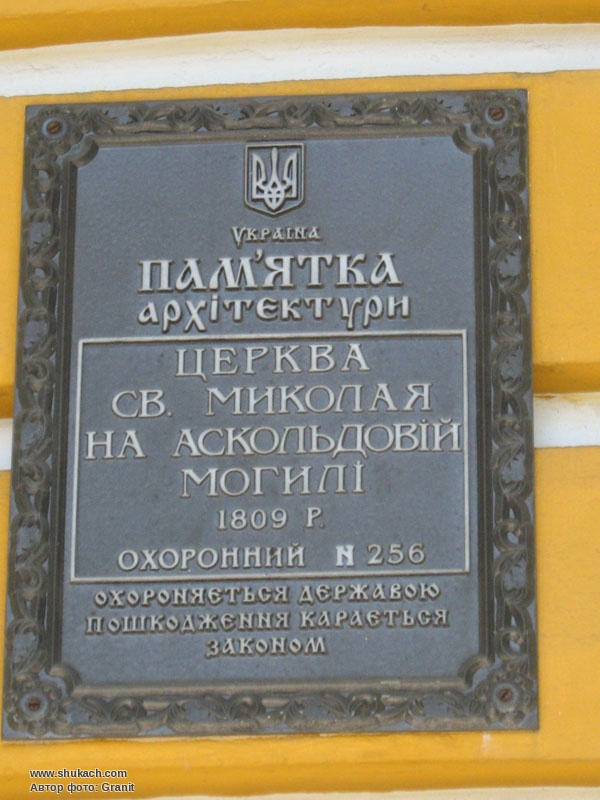 Україна
ПАМ'ЯТКА
архітектури
ЦЕРКВА
СВ. МИКОЛАЯ
НА АСКОЛЬДОВІЙ
МОГИЛІ
1809 Р.
ОХОРОННИЙ N 256
ОХОРОНЯЄТЬСЯ ДЕРЖАВОЮ
ПОШКОДЖЕННЯ КАРАЄТЬСЯ
ЗАКОНОМ
www.shukach.com
Автор фото: Granit